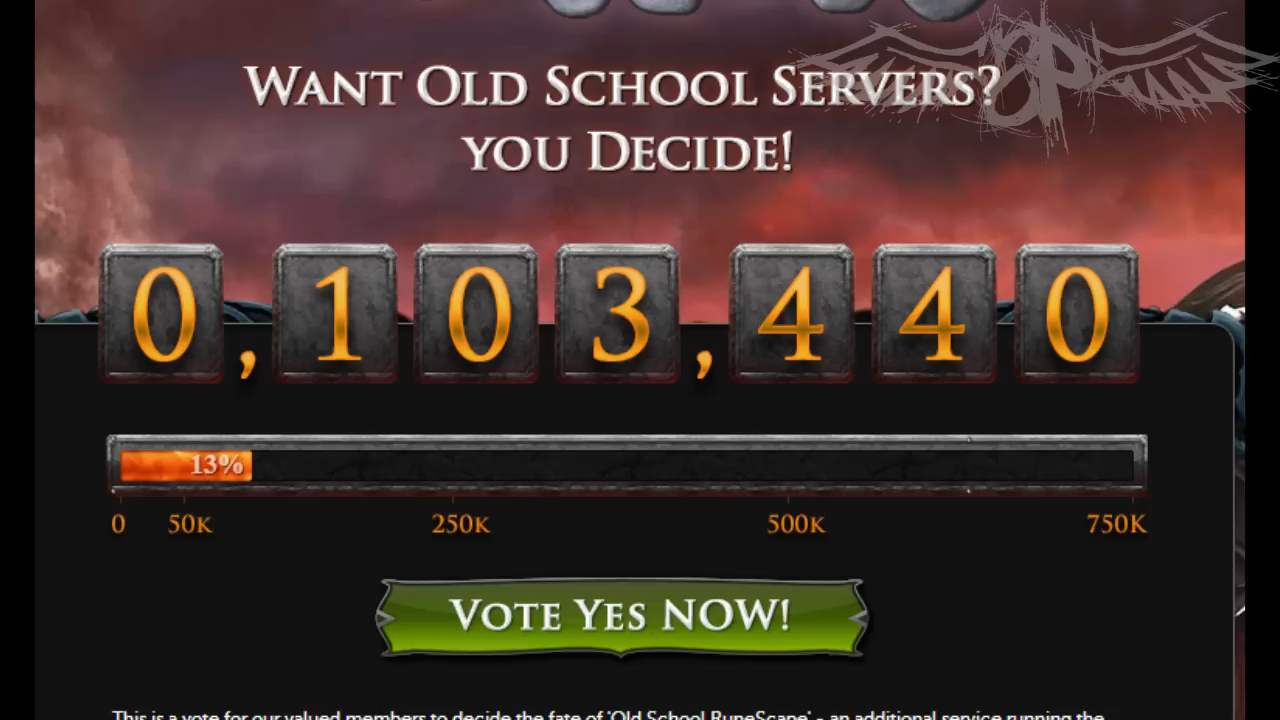 WANT OLD SCHOOL SERVERS?
YOU DECIDE!
0,103,440
13%
0 50K 250K 500K 750K
VOTE YES NOW!
This is a vote for our valued members to decide the fate of 'Old School RuneScape' - an additional service running the